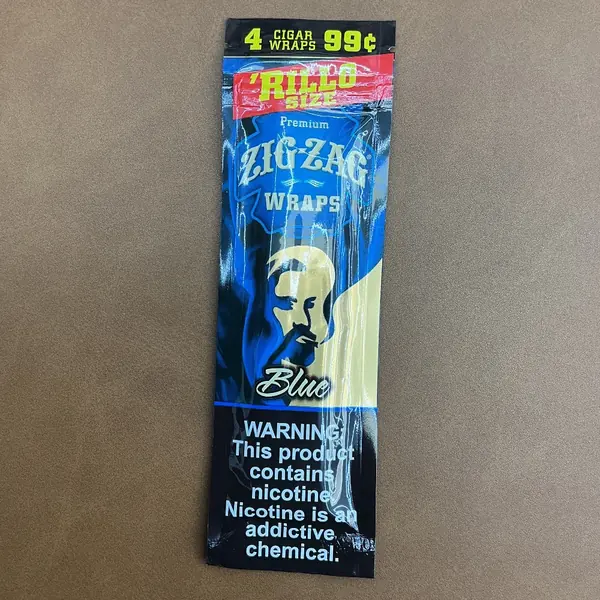 4 CIGAR WRAPS 99¢
'RILLO
SIZE
Premium
ZIG-ZAG
WRAPS
Blue
WARNING:
This product
contains
nicotine.
Nicotine is an
addictive
chemical.